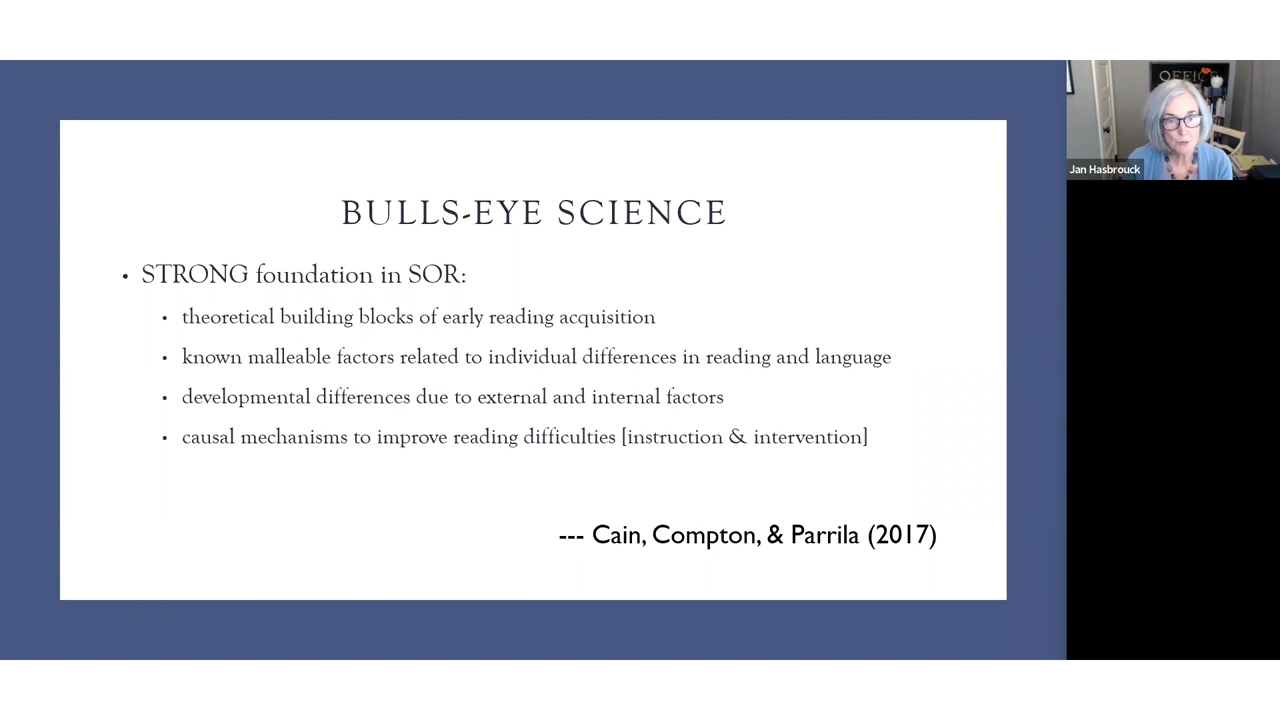 BULLS-EYE SCIENCE
• STRONG foundation in SOR:
• theoretical building blocks of early reading acquisition
• known malleable factors related to individual differences in reading and language
• developmental differences due to external and internal factors
• causal mechanisms to improve reading difficulties [instruction & intervention]
--- Cain, Compton, & Parrila (2017)
OFFICE
Jan Hasbrouck